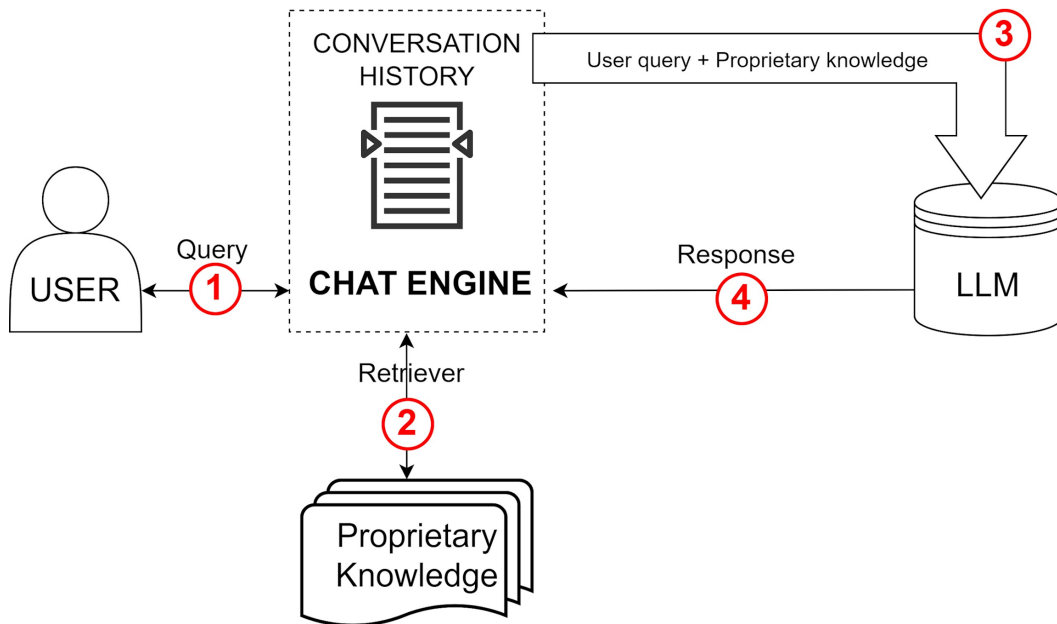 CONVERSATION
HISTORY
3
User query + Proprietary knowledge
Query
1
USER
CHAT ENGINE
Response
4
LLM
Retriever
2
Proprietary
Knowledge